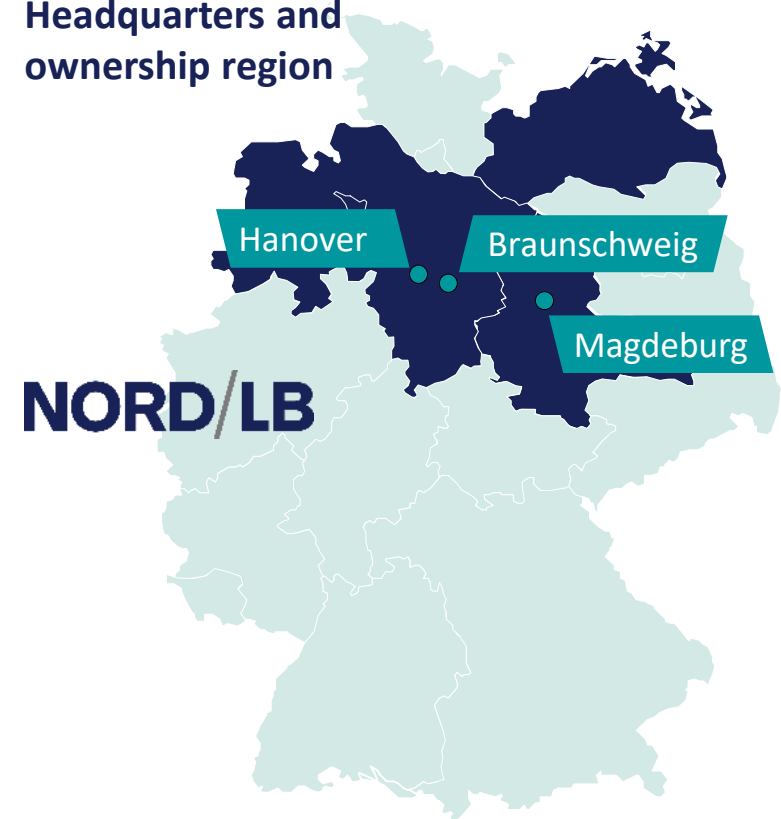 Headquarters and
ownership region
Hanover
Braunschweig
Magdeburg
NORD/LB